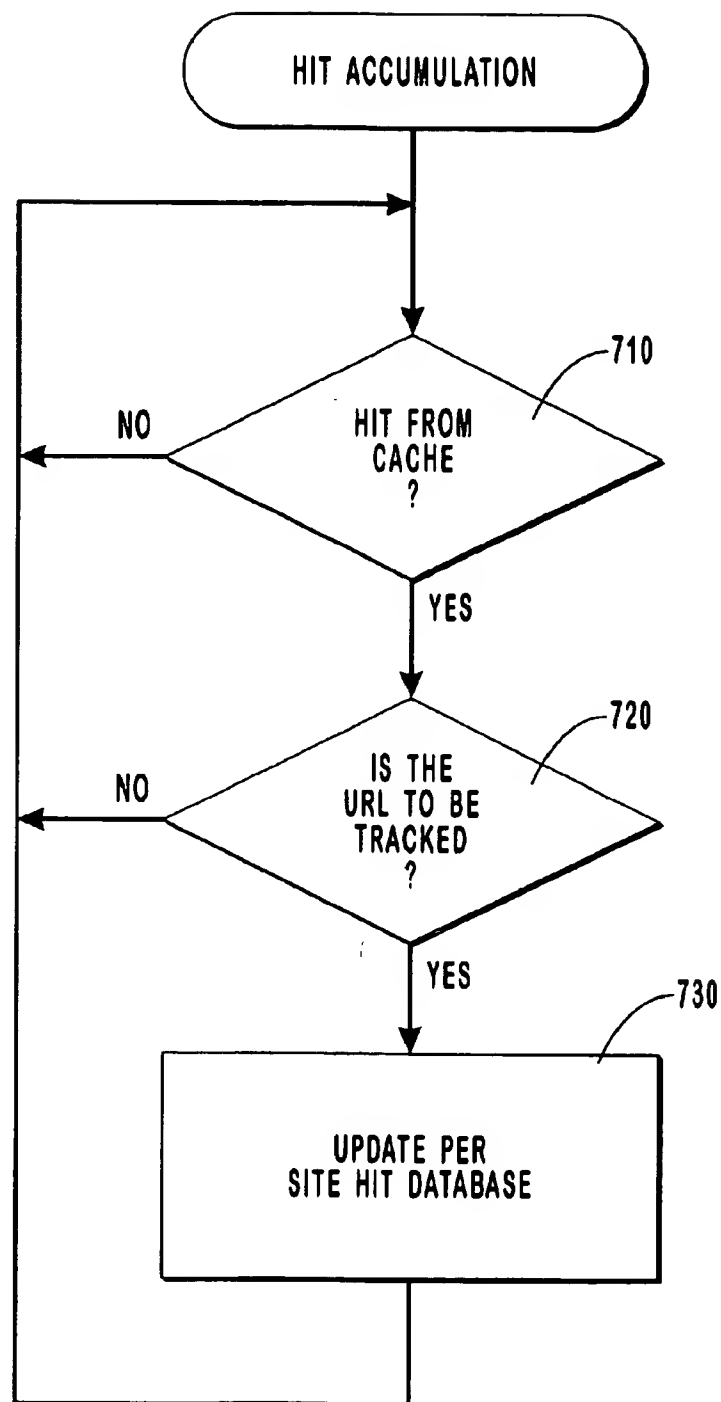 HIT ACCUMULATION
710
HIT FROM
CACHE
?
NO
YES
720
IS THE
URL TO BE
TRACKED
?
NO
YES
730
UPDATE PER
SITE HIT DATABASE